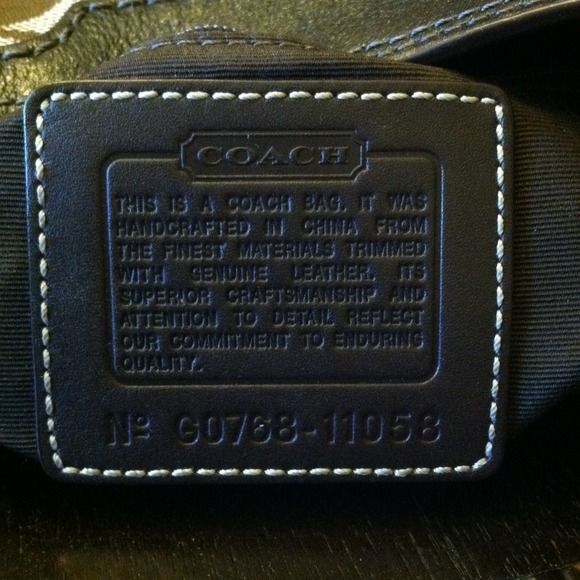 COACH
THIS IS A COACH BAG. IT WAS
HANDCRAFTED IN CHINA FROM
THE FINEST MATERIALS TRIMMED
WITH GENUINE LEATHER. ITS
SUPERIOR CRAFTSMANSHIP AND
ATTENTION TO DETAIL REFLECT
OUR COMMITMENT TO ENDURING
QUALITY.
Nº G0768-11058